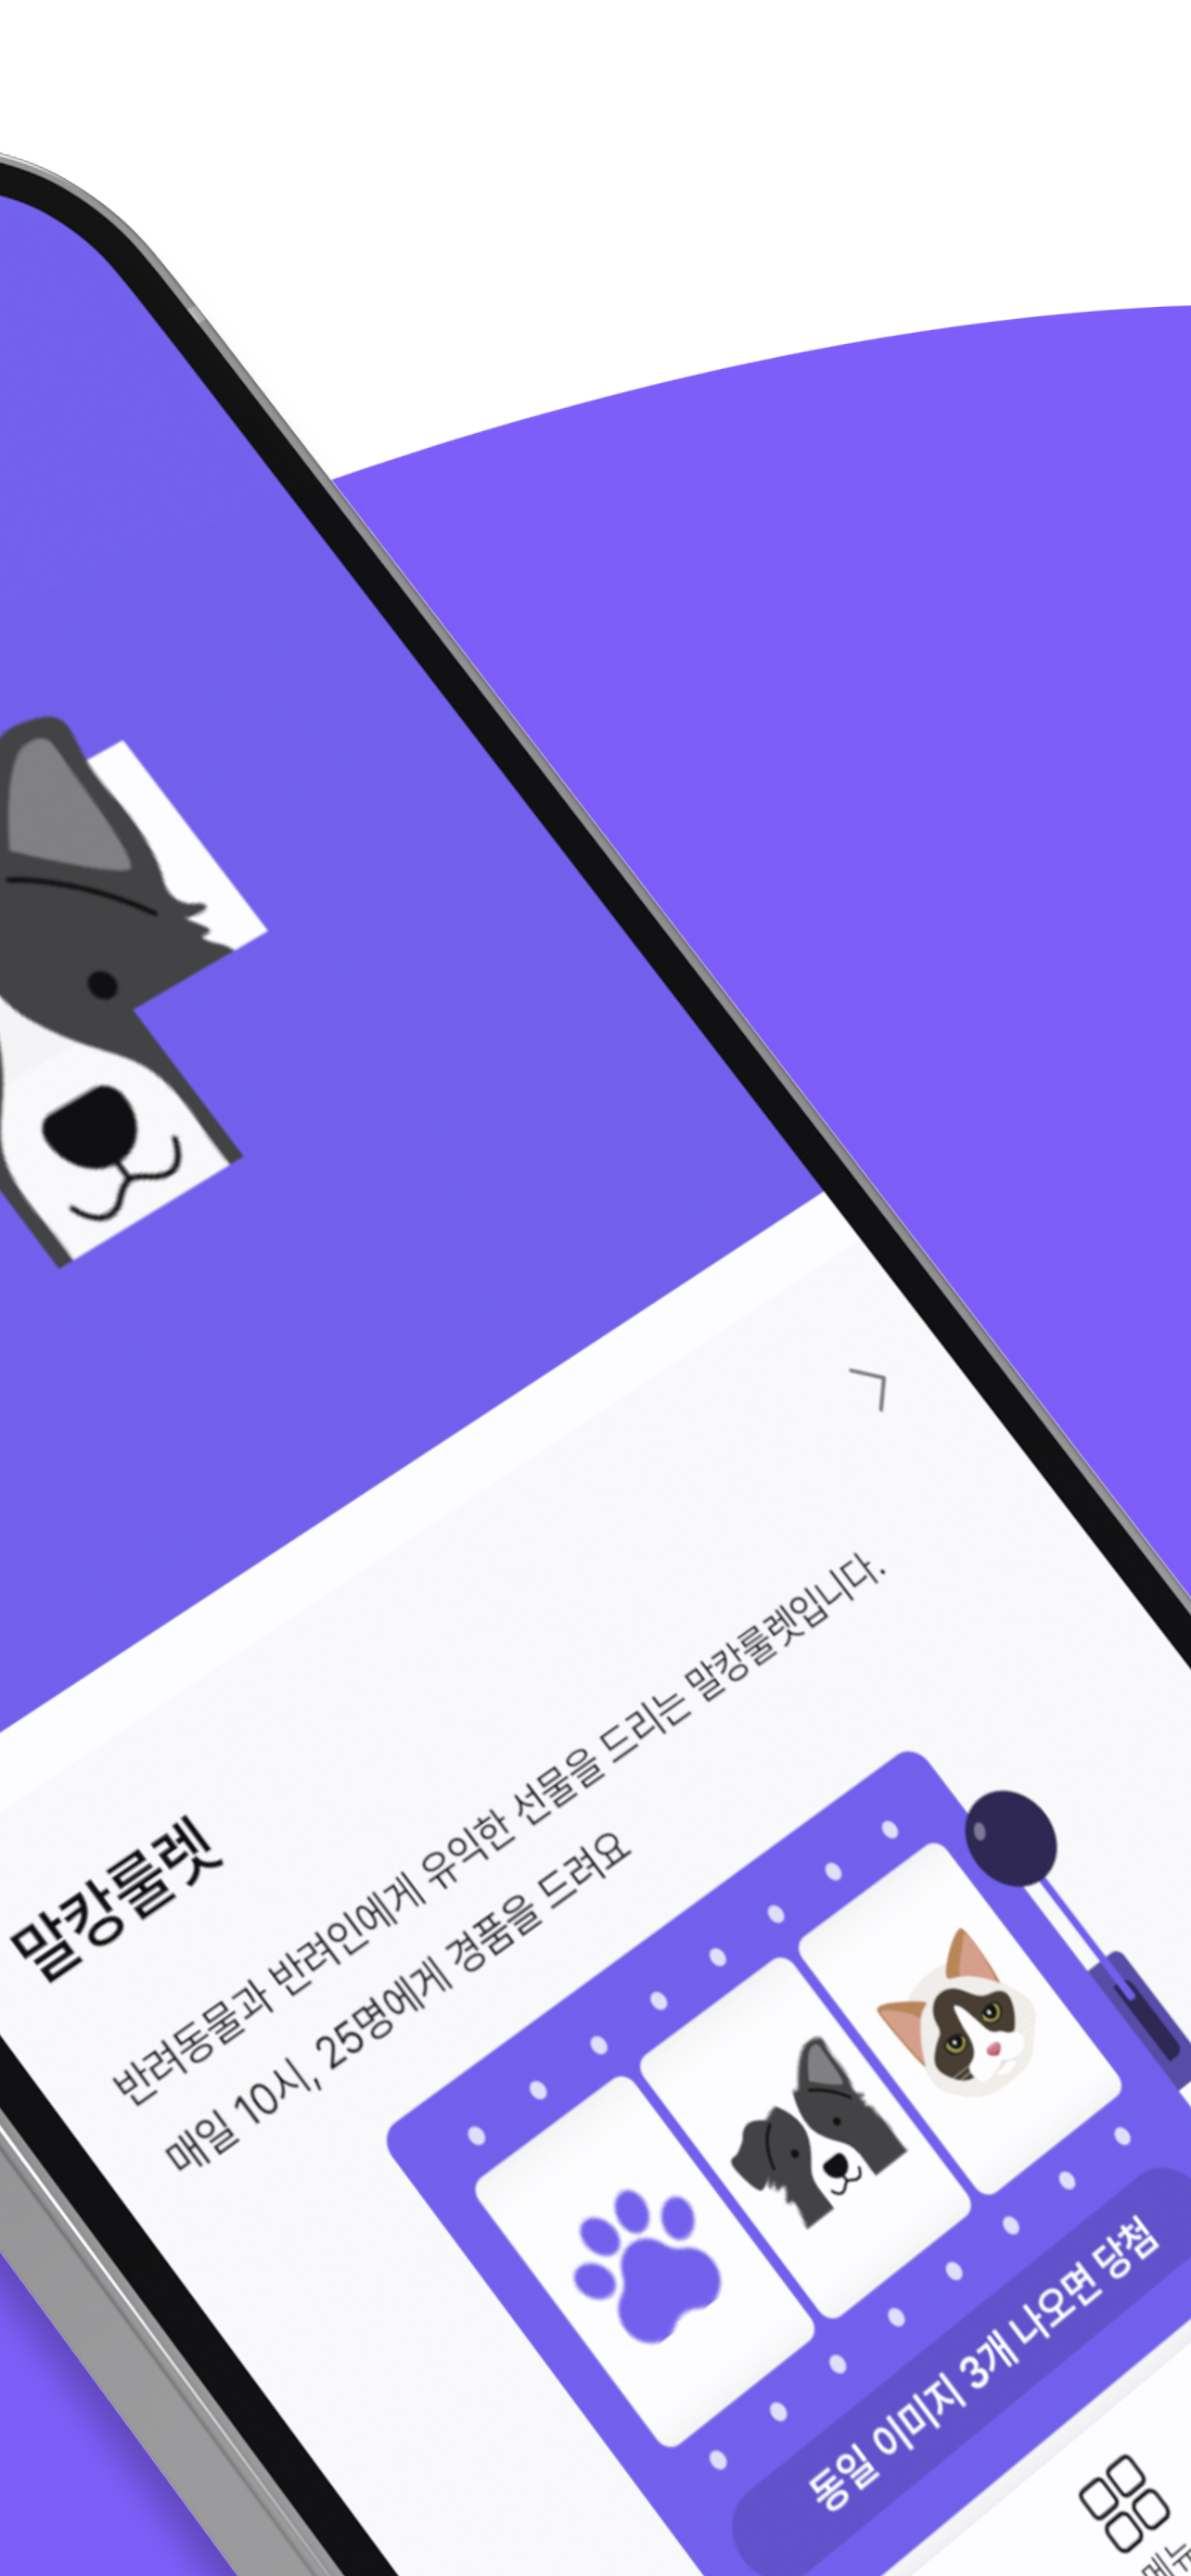 말캉룰렛
반려동물과 반려인에게 유익한 선물을 드리는 말캉룰렛입니다.
매일 10시, 25명에게 경품을 드려요
동일 이미지 3개 나오면 당첨
메뉴